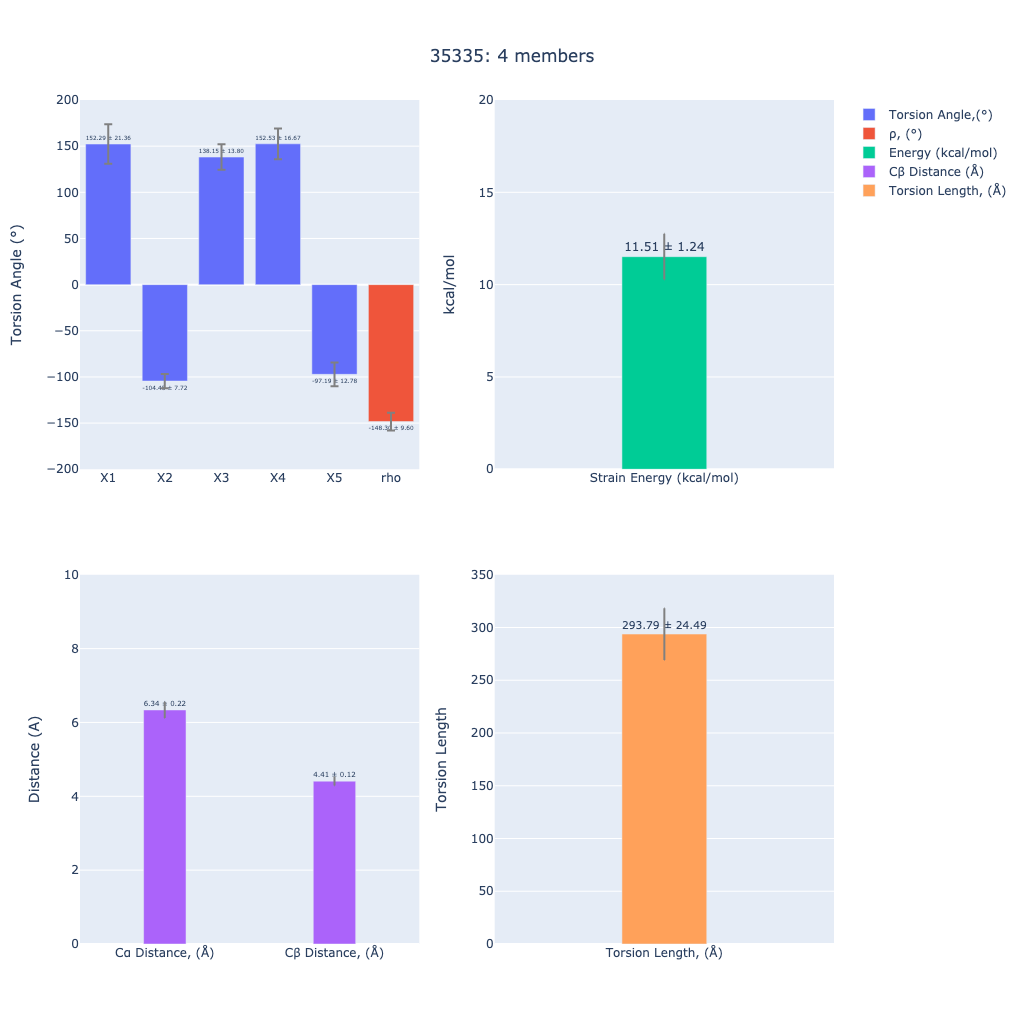 35335: 4 members
Torsion Angle (°)
200
150
100
50
0
−50
−100
−150
−200
152.29 ± 21.36
138.15 ± 13.80
152.53 ± 16.67
± 7.72
-97.19 ± 12.78
± 9.60
X1 X2 X3 X4 X5 rho
kcal/mol
20
15
10
5
0
11.51 ± 1.24
Strain Energy (kcal/mol)
Torsion Angle,(°)
ρ, (°)
Energy (kcal/mol)
Cβ Distance (Å)
Torsion Length, (Å)
Distance (A)
10
8
6
4
2
0
6.34 ± 0.22
4.41 ± 0.12
Cα Distance, (Å) Cβ Distance, (Å)
Torsion Length
350
300
250
200
150
100
50
0
293.79 ± 24.49
Torsion Length, (Å)